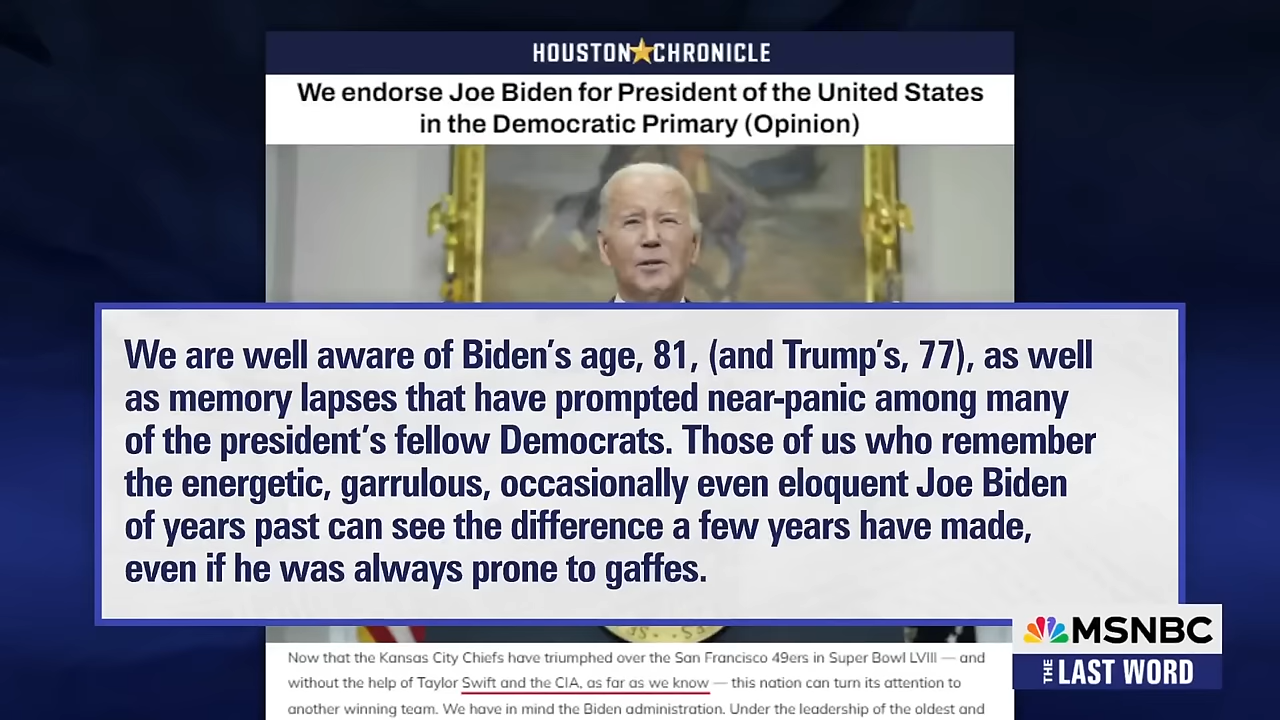 HOUSTON CHRONICLE
We endorse Joe Biden for President of the United States
in the Democratic Primary (Opinion)
We are well aware of Biden’s age, 81, (and Trump’s, 77), as well
as memory lapses that have prompted near-panic among many
of the president’s fellow Democrats. Those of us who remember
the energetic, garrulous, occasionally even eloquent Joe Biden
of years past can see the difference a few years have made,
even if he was always prone to gaffes.
MSNBC
THE LAST WORD
Now that the Kansas City Chiefs have triumphed over the San Francisco 49ers in Super Bowl LVIII — and
without the help of Taylor Swift and the CIA, as far as we know — this nation can turn its attention to
another winning team. We have in mind the Biden administration. Under the leadership of the oldest and